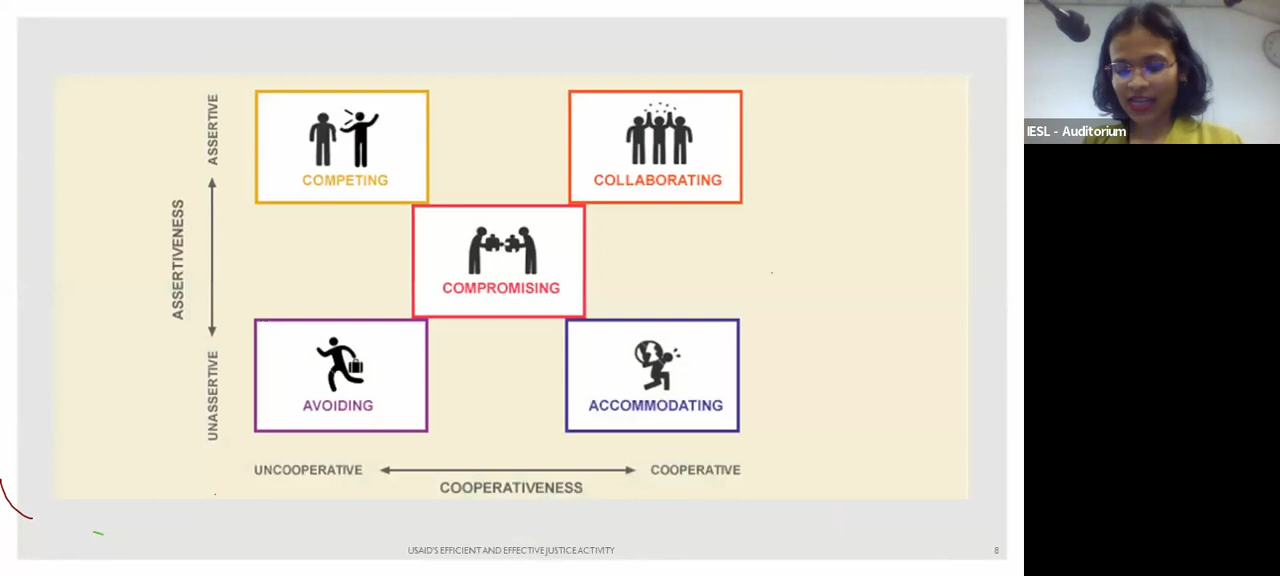 ASSERTIVE
ASSERTIVENESS
UNASSERTIVE
COMPETING
COLLABORATING
COMPROMISING
AVOIDING
ACCOMMODATING
UNCOOPERATIVE
COOPERATIVE
COOPERATIVENESS
USAID'S EFFICIENT AND EFFECTIVE JUSTICE ACTIVITY
8
IESL - Auditorium